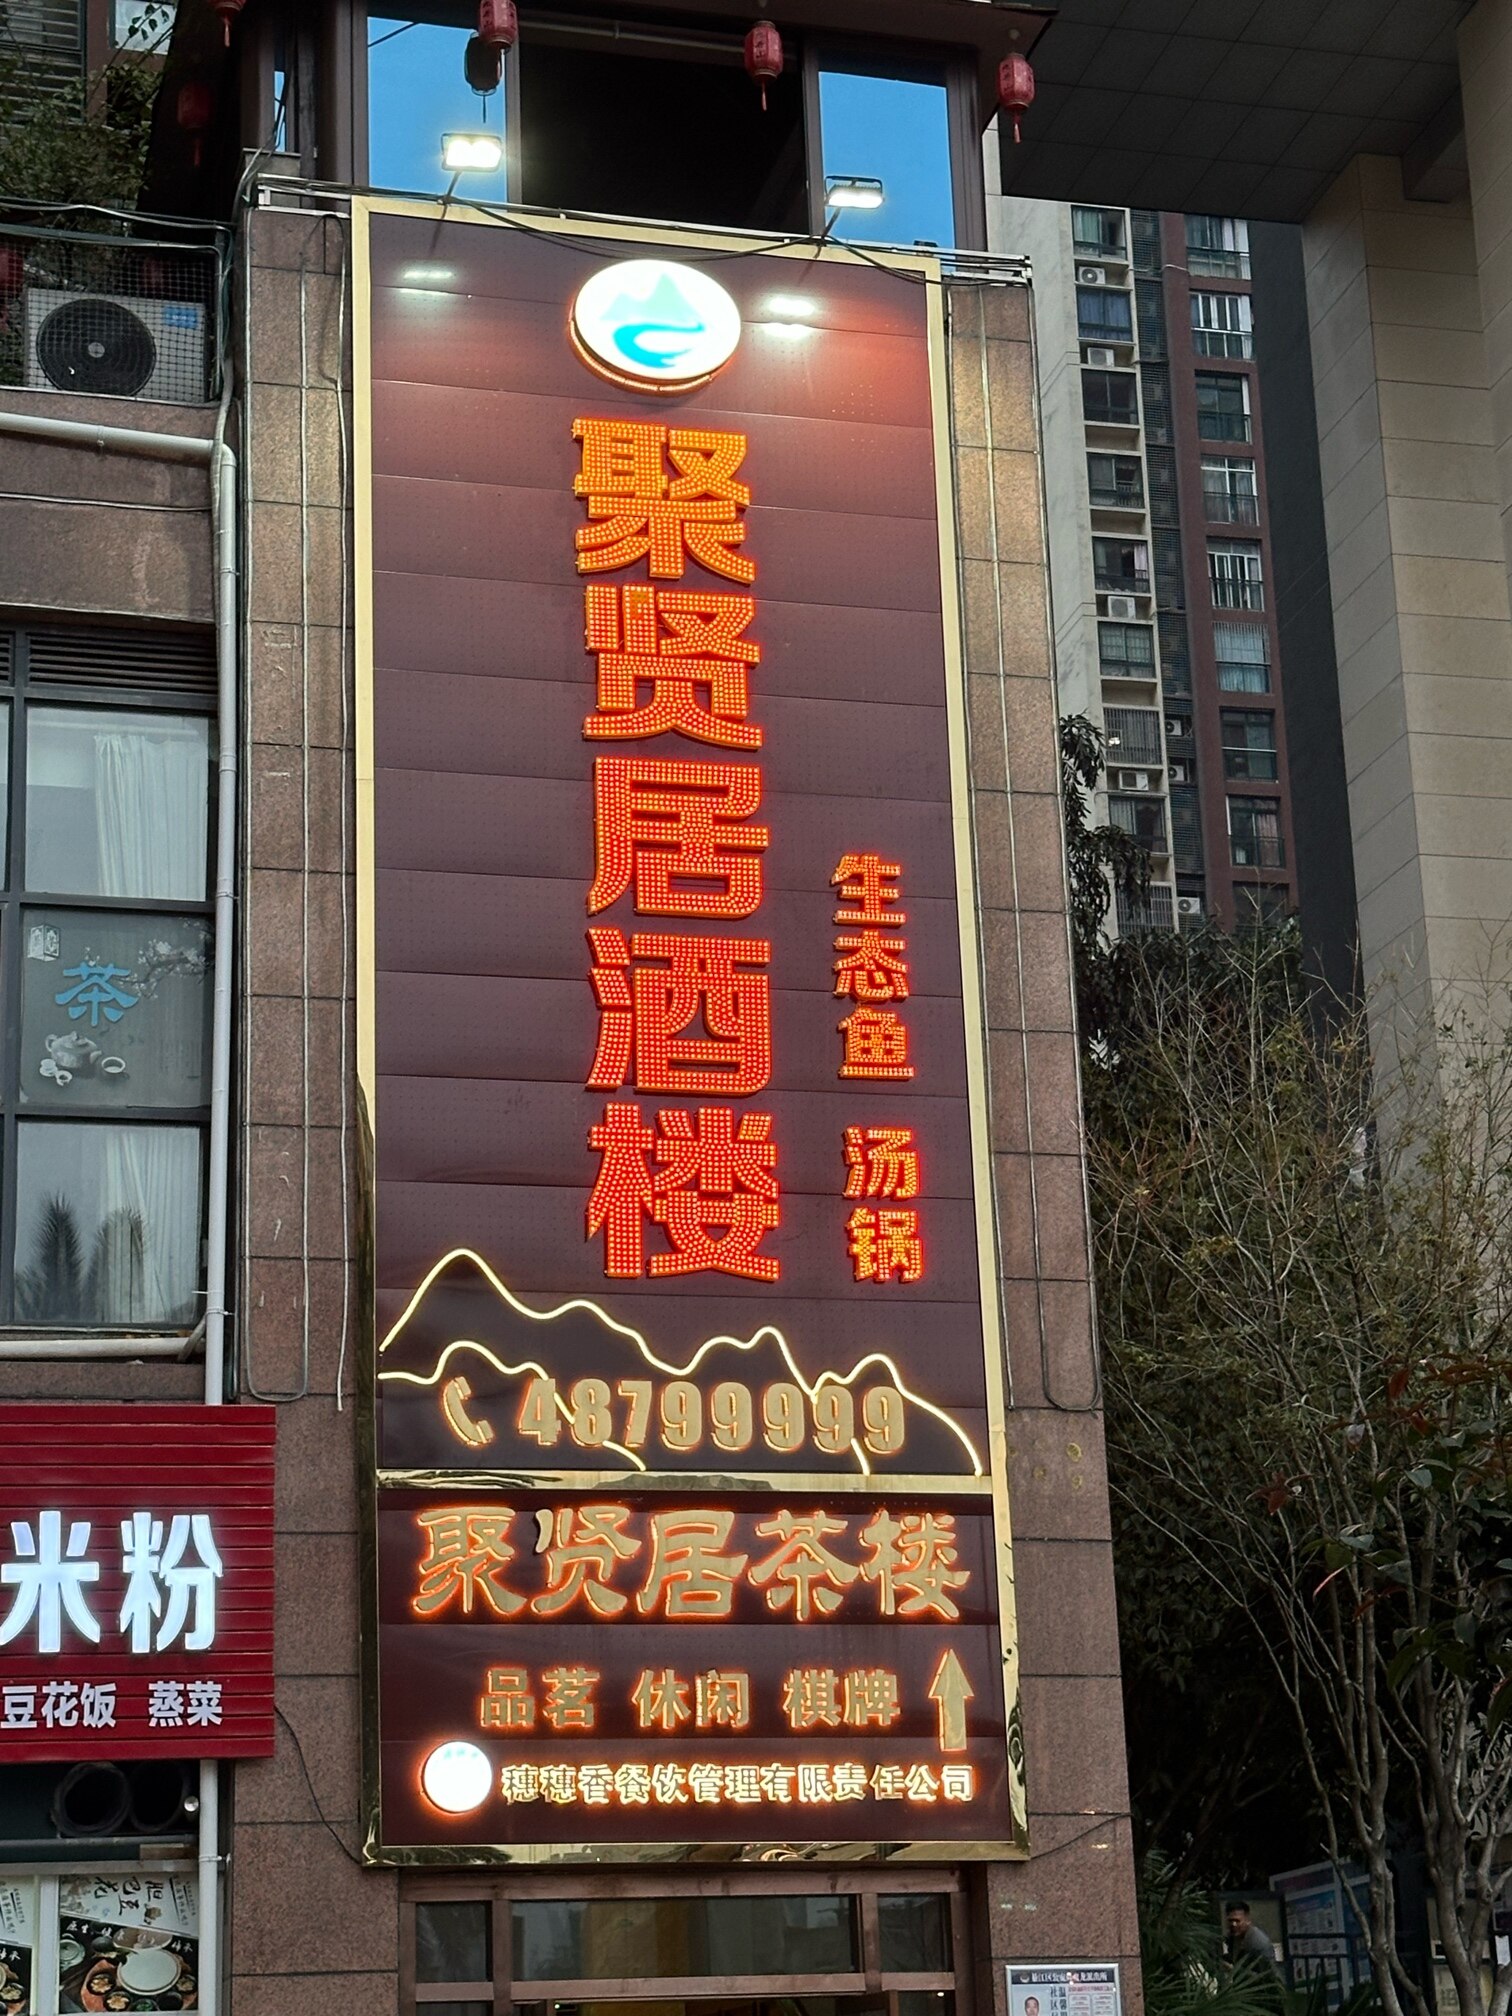 聚贤居酒楼
生态鱼 汤锅
48799999
聚贤居茶楼
品茗 休闲 棋牌
穗穗香餐饮管理有限责任公司
茶
米粉
豆花饭 蒸菜